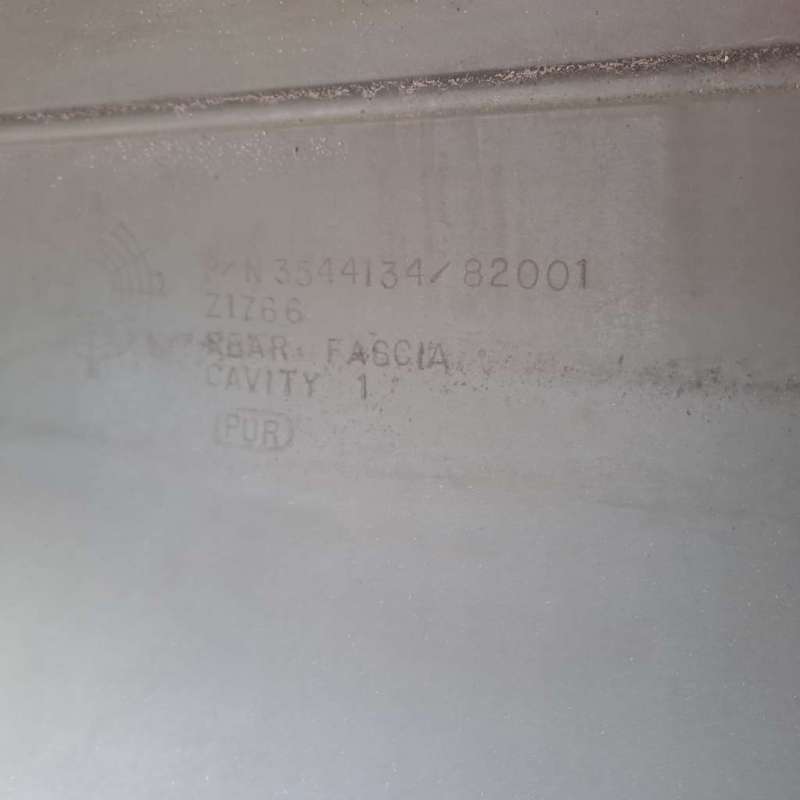 P/N 3544134/82001
Z1766
RBAR FASCIA
CAVITY 1
PUR